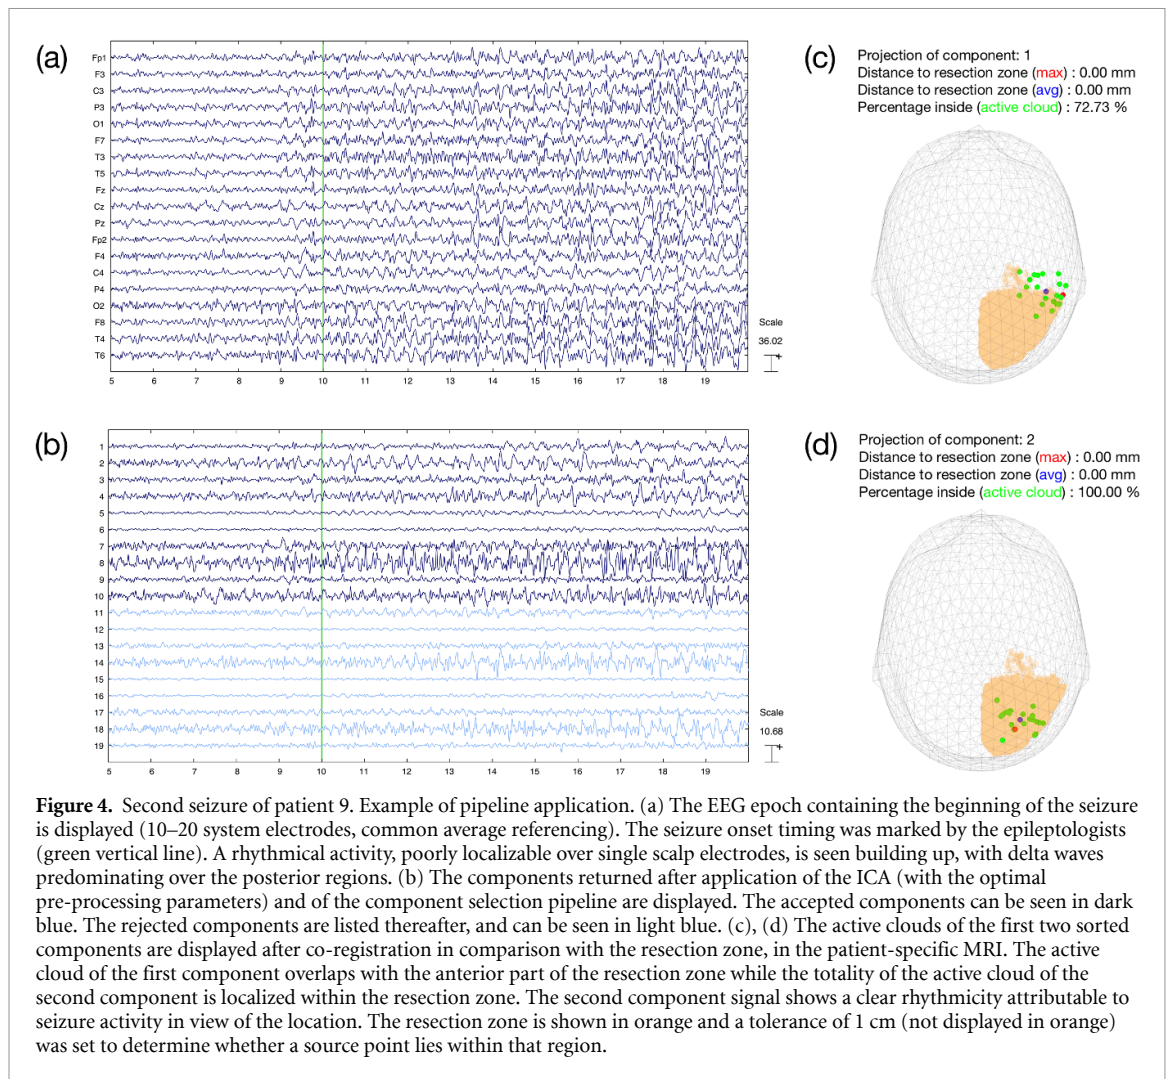 (a)
Fp1
F3
C3
P3
O1
F7
T3
T5
Fz
Cz
Pz
Fp2
F4
C4
P4
O2
F8
T4
T6
5 6 7 8 9 10 11 12 13 14 15 16 17 18 19
Scale
36.02
+
(c)
Projection of component: 1
Distance to resection zone (max) : 0.00 mm
Distance to resection zone (avg) : 0.00 mm
Percentage inside (active cloud) : 72.73 %
(b)
1
2
3
4
5
6
7
8
9
10
11
12
13
14
15
16
17
18
19
5 6 7 8 9 10 11 12 13 14 15 16 17 18 19
Scale
10.68
+
(d)
Projection of component: 2
Distance to resection zone (max) : 0.00 mm
Distance to resection zone (avg) : 0.00 mm
Percentage inside (active cloud) : 100.00 %
Figure 4. Second seizure of patient 9. Example of pipeline application. (a) The EEG epoch containing the beginning of the seizure
is displayed (10–20 system electrodes, common average referencing). The seizure onset timing was marked by the epileptologists
(green vertical line). A rhythmical activity, poorly localizable over single scalp electrodes, is seen building up, with delta waves
predominating over the posterior regions. (b) The components returned after application of the ICA (with the optimal
pre-processing parameters) and of the component selection pipeline are displayed. The accepted components can be seen in dark
blue. The rejected components are listed thereafter, and can be seen in light blue. (c), (d) The active clouds of the first two sorted
components are displayed after co-registration in comparison with the resection zone, in the patient-specific MRI. The active
cloud of the first component overlaps with the anterior part of the resection zone while the totality of the active cloud of the
second component is localized within the resection zone. The second component signal shows a clear rhythmicity attributable to
seizure activity in view of the location. The resection zone is shown in orange and a tolerance of 1 cm (not displayed in orange)
was set to determine whether a source point lies within that region.